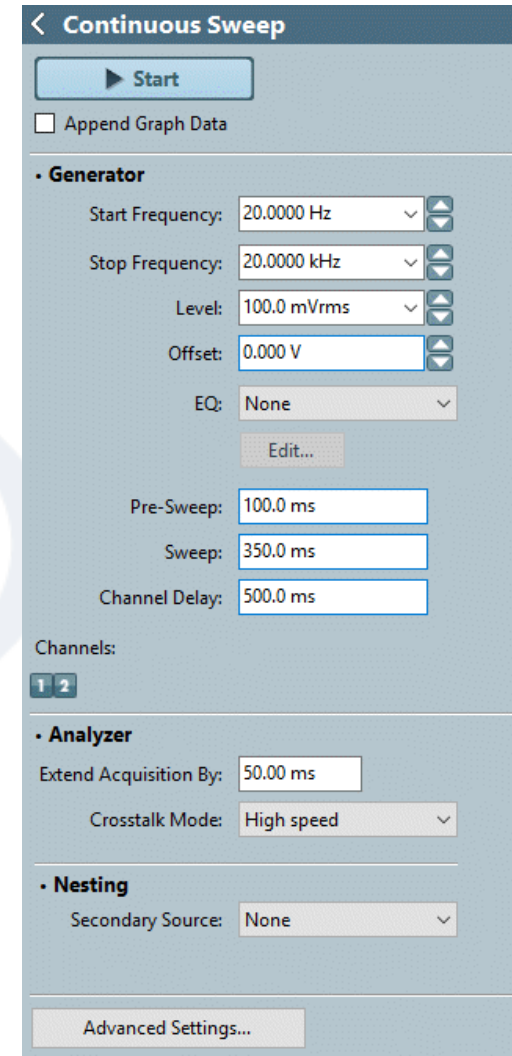 Continuous Sweep
Start
Append Graph Data
• Generator
Start Frequency: 20.0000 Hz
Stop Frequency: 20.0000 kHz
Level: 100.0 mVrms
Offset: 0.000 V
EQ: None
Edit...
Pre-Sweep: 100.0 ms
Sweep: 350.0 ms
Channel Delay: 500.0 ms
Channels:
1 2
• Analyzer
Extend Acquisition By: 50.00 ms
Crosstalk Mode: High speed
• Nesting
Secondary Source: None
Advanced Settings...